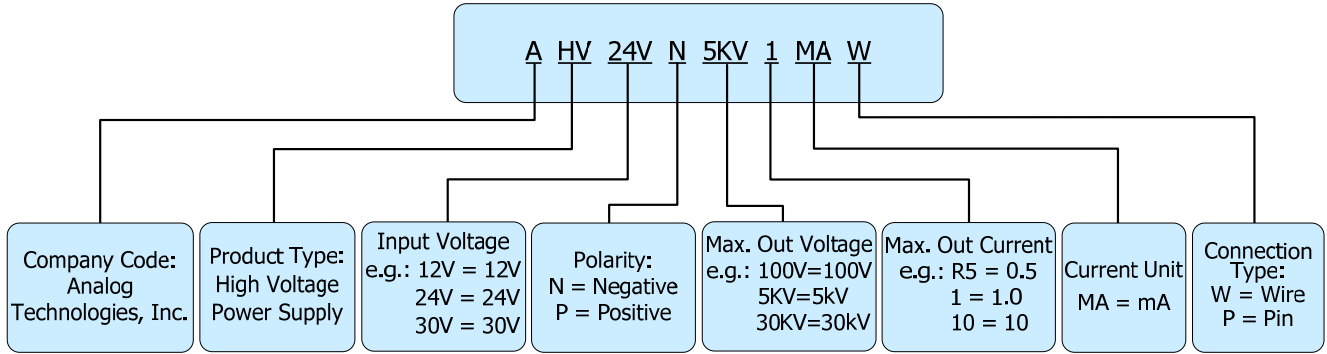 A HV 24V N 5KV 1 MA W
Company Code:
Analog
Technologies, Inc.
Product Type:
High Voltage
Power Supply
Input Voltage
e.g.: 12V = 12V
24V = 24V
30V = 30V
Polarity:
N = Negative
P = Positive
Max. Out Voltage
e.g.: 100V=100V
5KV=5kV
30KV=30kV
Max. Out Current
e.g.: R5 = 0.5
1 = 1.0
10 = 10
Current Unit
MA = mA
Connection
Type:
W = Wire
P = Pin